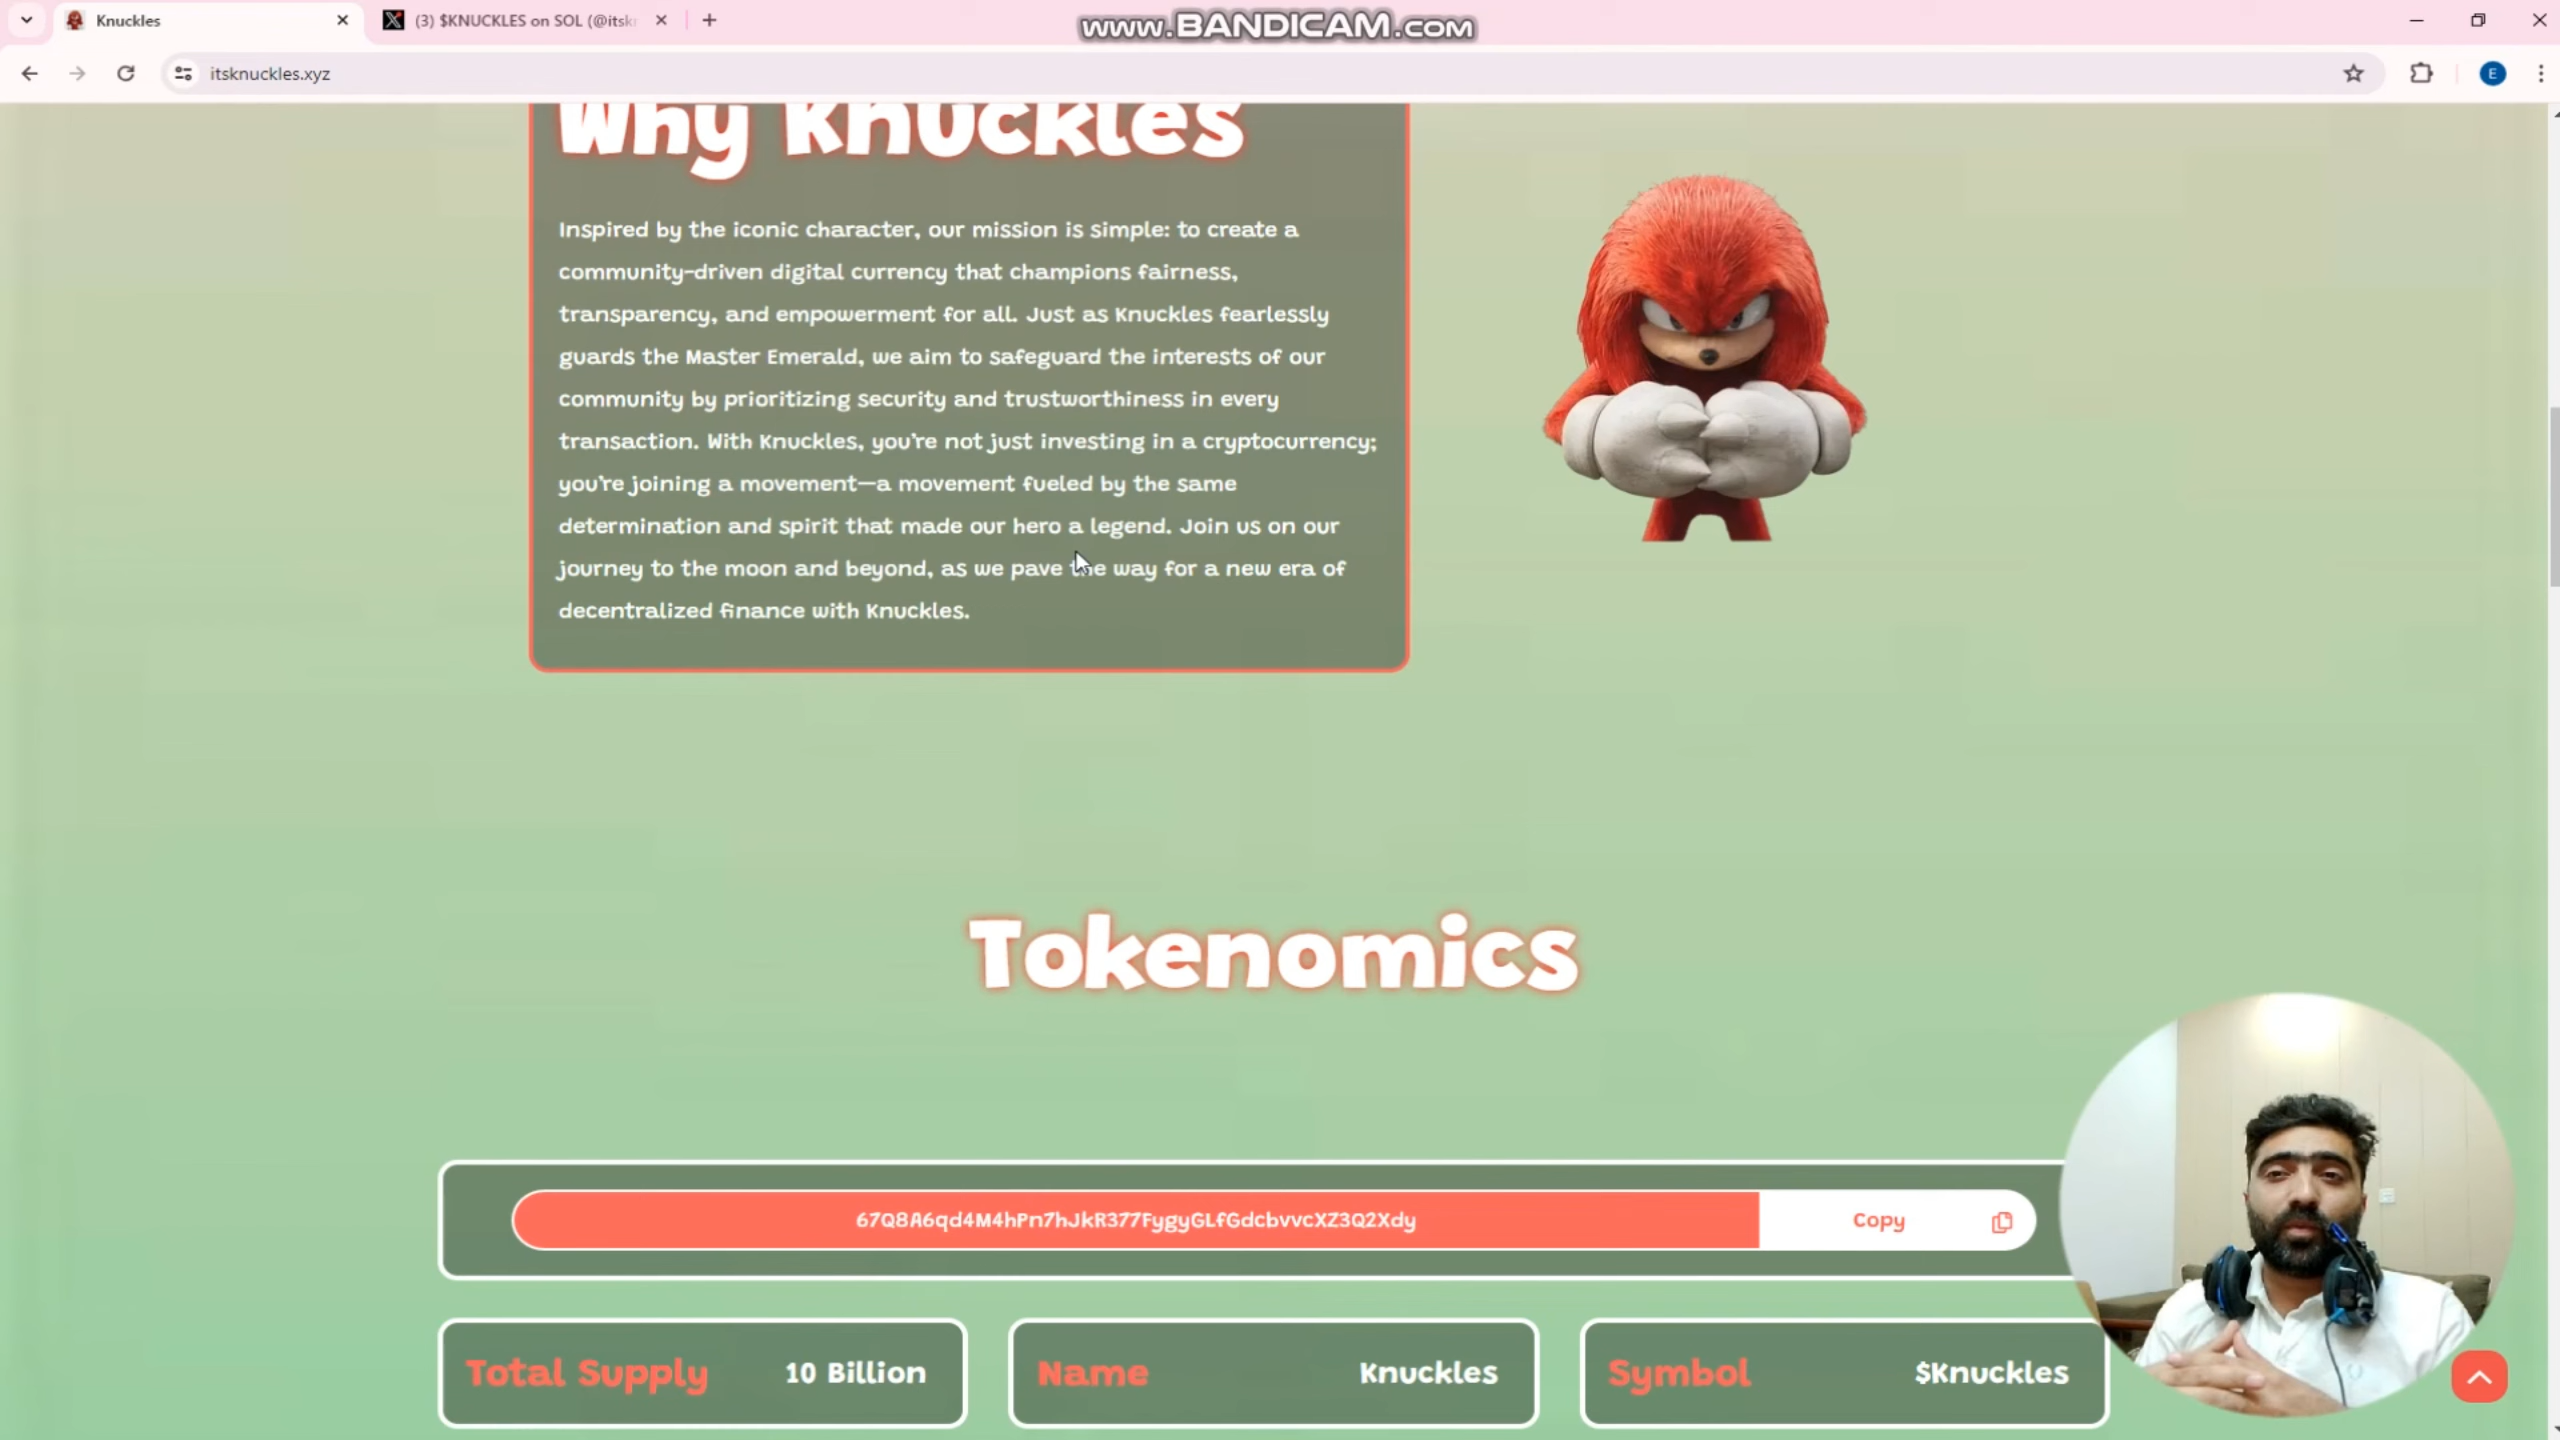 Knuckles
(3) $KNUCKLES on SOL (@itsk
www.BANDICAM.com
itsknuckles.xyz
E
Why Knuckles
Inspired by the iconic character, our mission is simple: to create a
community-driven digital currency that champions fairness,
transparency, and empowerment for all. Just as Knuckles fearlessly
guards the Master Emerald, we aim to safeguard the interests of our
community by prioritizing security and trustworthiness in every
transaction. With Knuckles, you're not just investing in a cryptocurrency;
you're joining a movement—a movement fueled by the same
determination and spirit that made our hero a legend. Join us on our
journey to the moon and beyond, as we pave the way for a new era of
decentralized finance with Knuckles.
Tokenomics
67Q8A6qd4M4hPn7hJkR377FygyGLfGdcbvvcXZ3Q2Xdy
Copy
Total Supply 10 Billion
Name Knuckles
Symbol $Knuckles